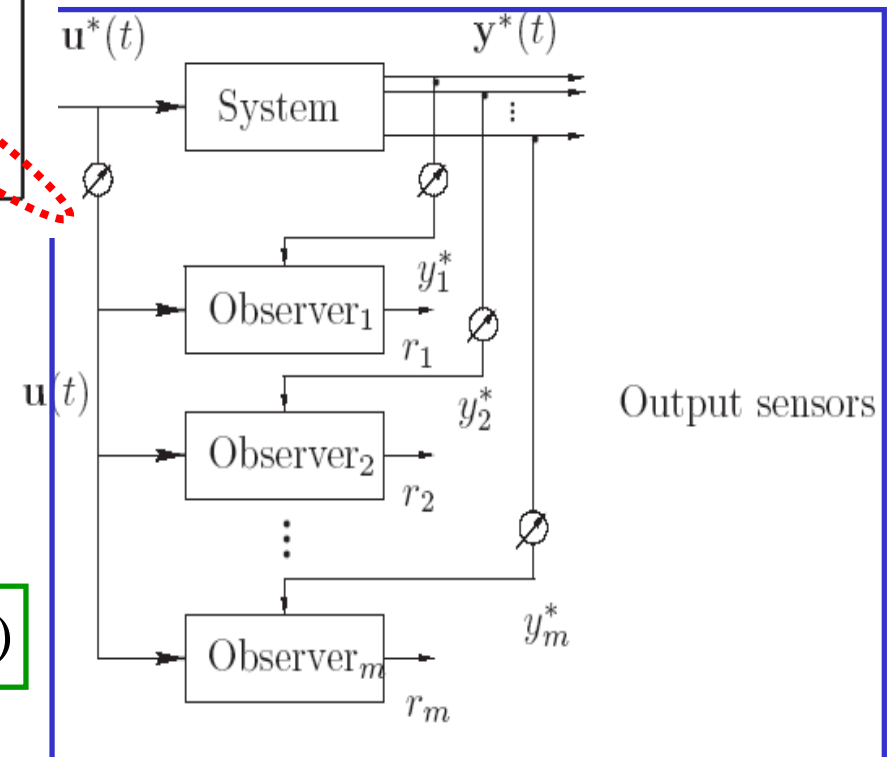 u*(t) y*(t)
System
⋮
y₁*
Observer₁
r₁
u(t)
y₂*
Output sensors
Observer₂
r₂
⋮
)
yₘ*
Observerₘ
rₘ